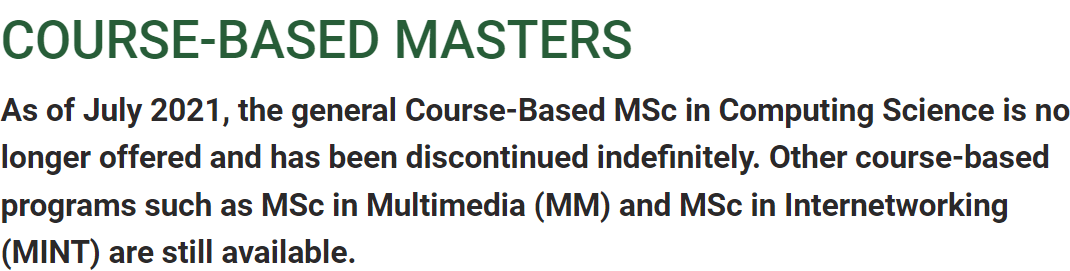 COURSE-BASED MASTERS
As of July 2021, the general Course-Based MSc in Computing Science is no
longer offered and has been discontinued indefinitely. Other course-based
programs such as MSc in Multimedia (MM) and MSc in Internetworking
(MINT) are still available.